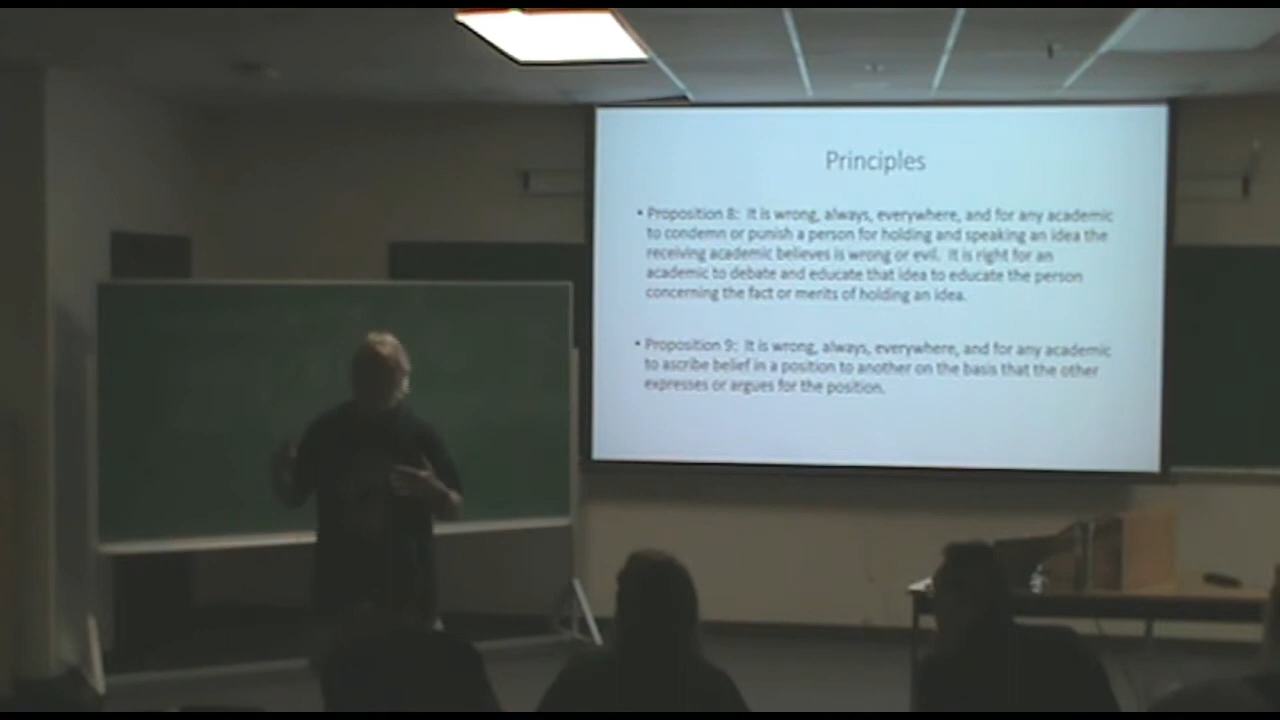 Principles
• Proposition 8: It is wrong, always, everywhere, and for any academic
to condemn or punish a person for holding and speaking an idea the
receiving academic believes is wrong or evil. It is right for an
academic to debate and educate that idea to educate the person
concerning the fact or merits of holding an idea.
• Proposition 9: It is wrong, always, everywhere, and for any academic
to ascribe belief in a position to another on the basis that the other
expresses or argues for the position.